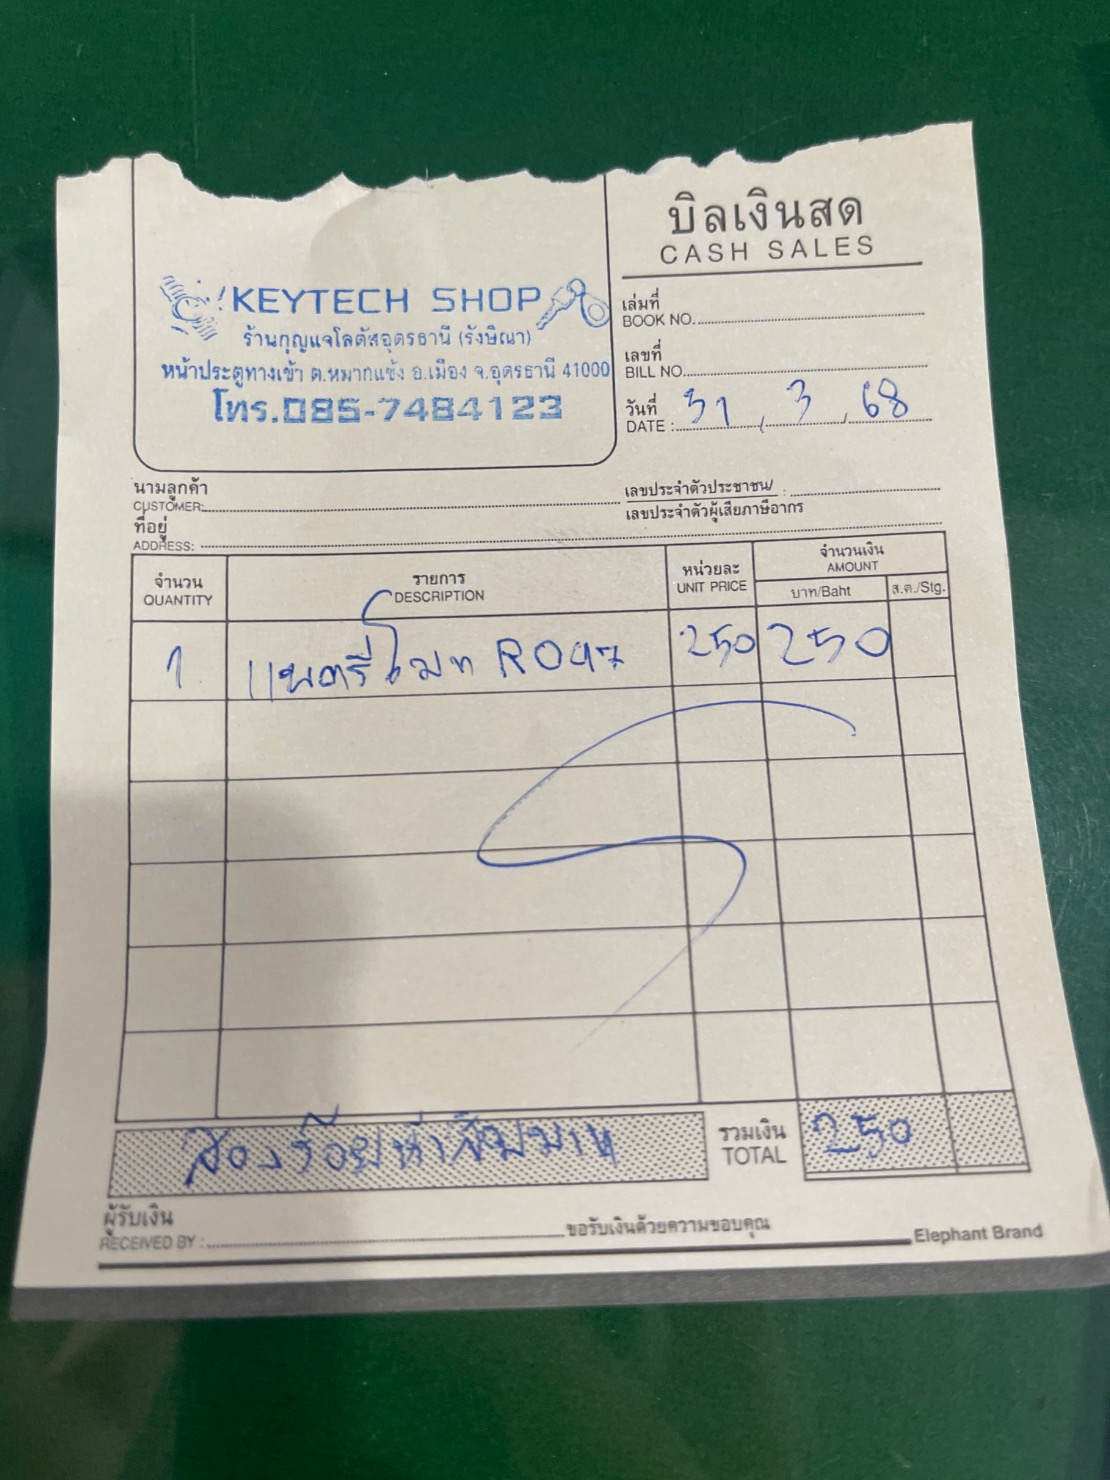 บิลเงินสด
CASH SALES
KEYTECH SHOP
ร้านกุญแจโลตัสอุดรธานี (รังษิณา)
หน้าประตูทางเข้า ต.หมากแข้ง อ.เมือง จ.อุดรธานี 41000
โทร.085-7484123
เล่มที่
BOOK NO.
เลขที่
BILL NO.
วันที่ 31, 3, 68
DATE :
นามลูกค้า
CUSTOMER:
เลขประจำตัวประชาชน/ :
เลขประจำตัวผู้เสียภาษีอากร
ที่อยู่
ADDRESS:
จำนวน รายการ หน่วยละ จำนวนเงิน
QUANTITY DESCRIPTION UNIT PRICE AMOUNT
บาท/Baht ส.ต./Stg.
1 แบตรีโมท 250 250
สองร้อยห้าสิบบาท รวมเงิน 250
TOTAL
ผู้รับเงิน
RECEIVED BY :
ขอรับเงินด้วยความขอบคุณ
Elephant Brand